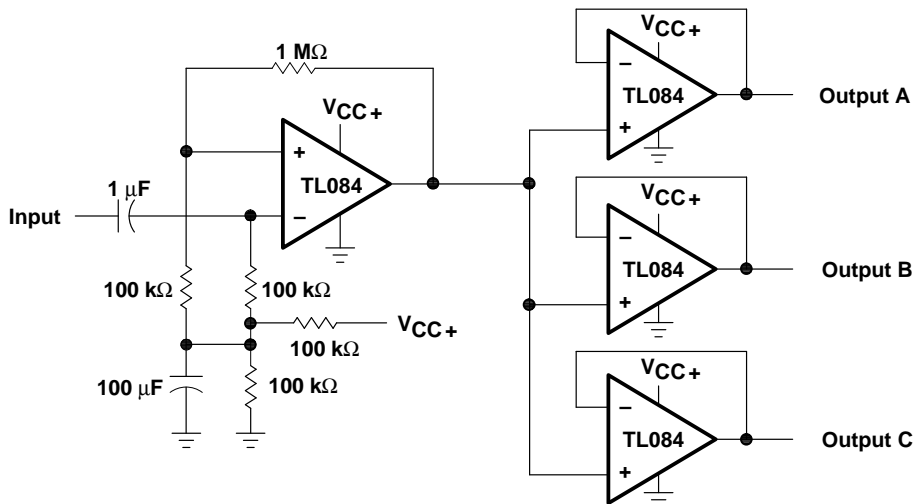 1 MΩ
VCC+
+
TL084
−
1 μF
Input
100 kΩ
100 kΩ
VCC+
100 kΩ
100 μF
100 kΩ
VCC+
−
TL084
+
Output A
VCC+
−
TL084
+
Output B
VCC+
−
TL084
+
Output C